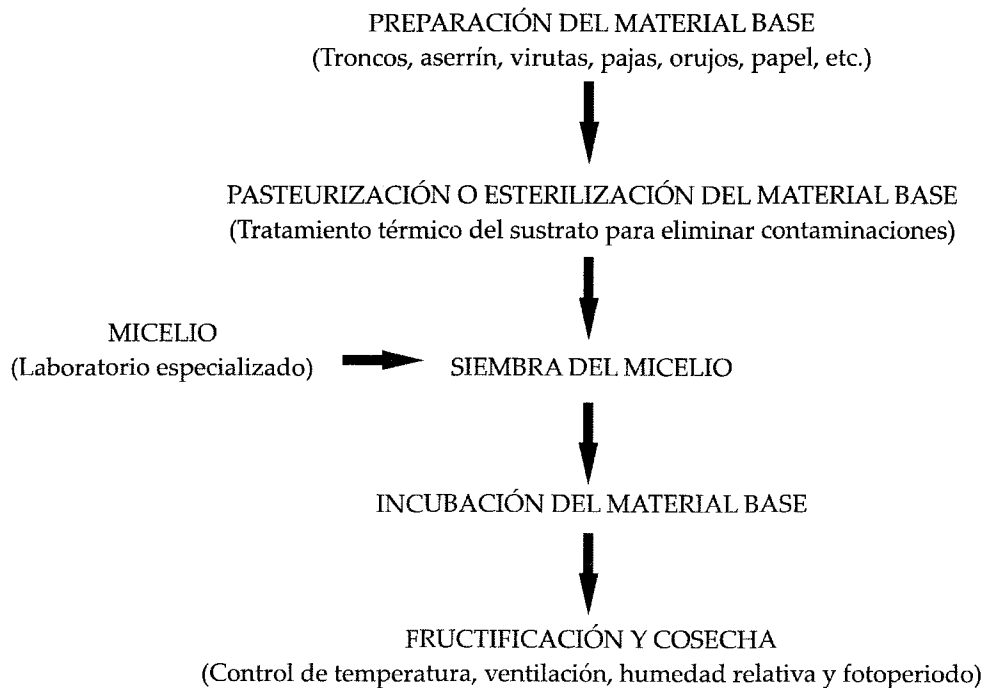 PREPARACIÓN DEL MATERIAL BASE
(Troncos, aserrín, virutas, pajas, orujos, papel, etc.)
PASTEURIZACIÓN O ESTERILIZACIÓN DEL MATERIAL BASE
(Tratamiento térmico del sustrato para eliminar contaminaciones)
MICELIO
(Laboratorio especializado)
SIEMBRA DEL MICELIO
INCUBACIÓN DEL MATERIAL BASE
FRUCTIFICACIÓN Y COSECHA
(Control de temperatura, ventilación, humedad relativa y fotoperiodo)